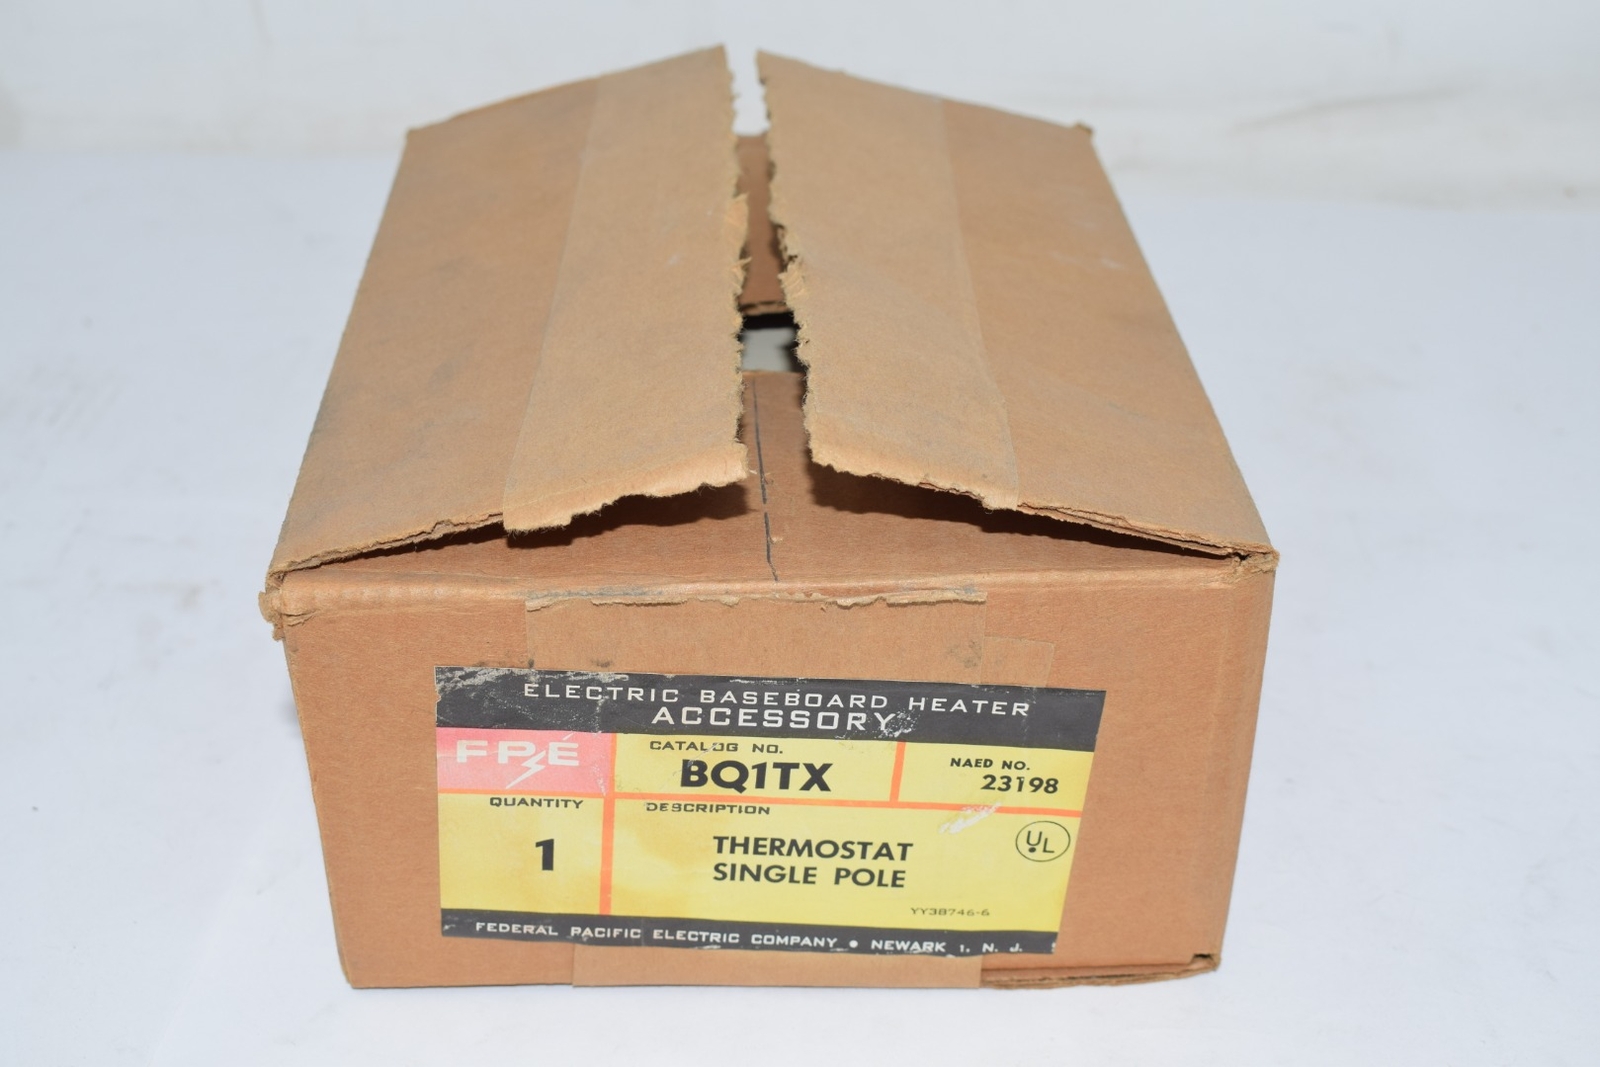 ELECTRIC BASEBOARD HEATER
ACCESSORY
FPE
CATALOG NO.
BQ1TX
NAED NO.
23198
QUANTITY
1
DESCRIPTION
THERMOSTAT
SINGLE POLE
UL
YY38746-6
FEDERAL PACIFIC ELECTRIC COMPANY • NEWARK 1, N. J.